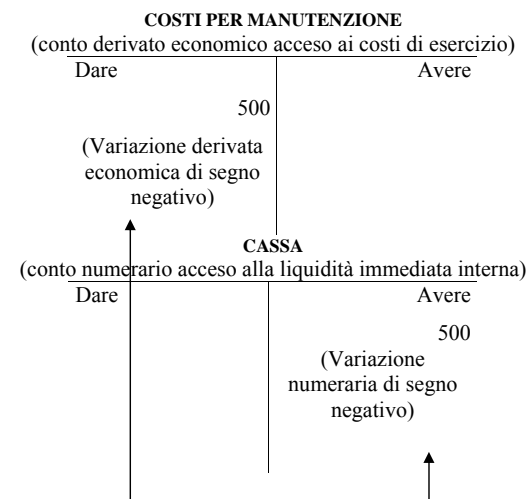 COSTI PER MANUTENZIONE
(conto derivato economico acceso ai costi di esercizio)
Dare Avere
500
(Variazione derivata
economica di segno
negativo)
CASSA
(conto numerario acceso alla liquidità immediata interna)
Dare Avere
500
(Variazione
numeraria di segno
negativo)